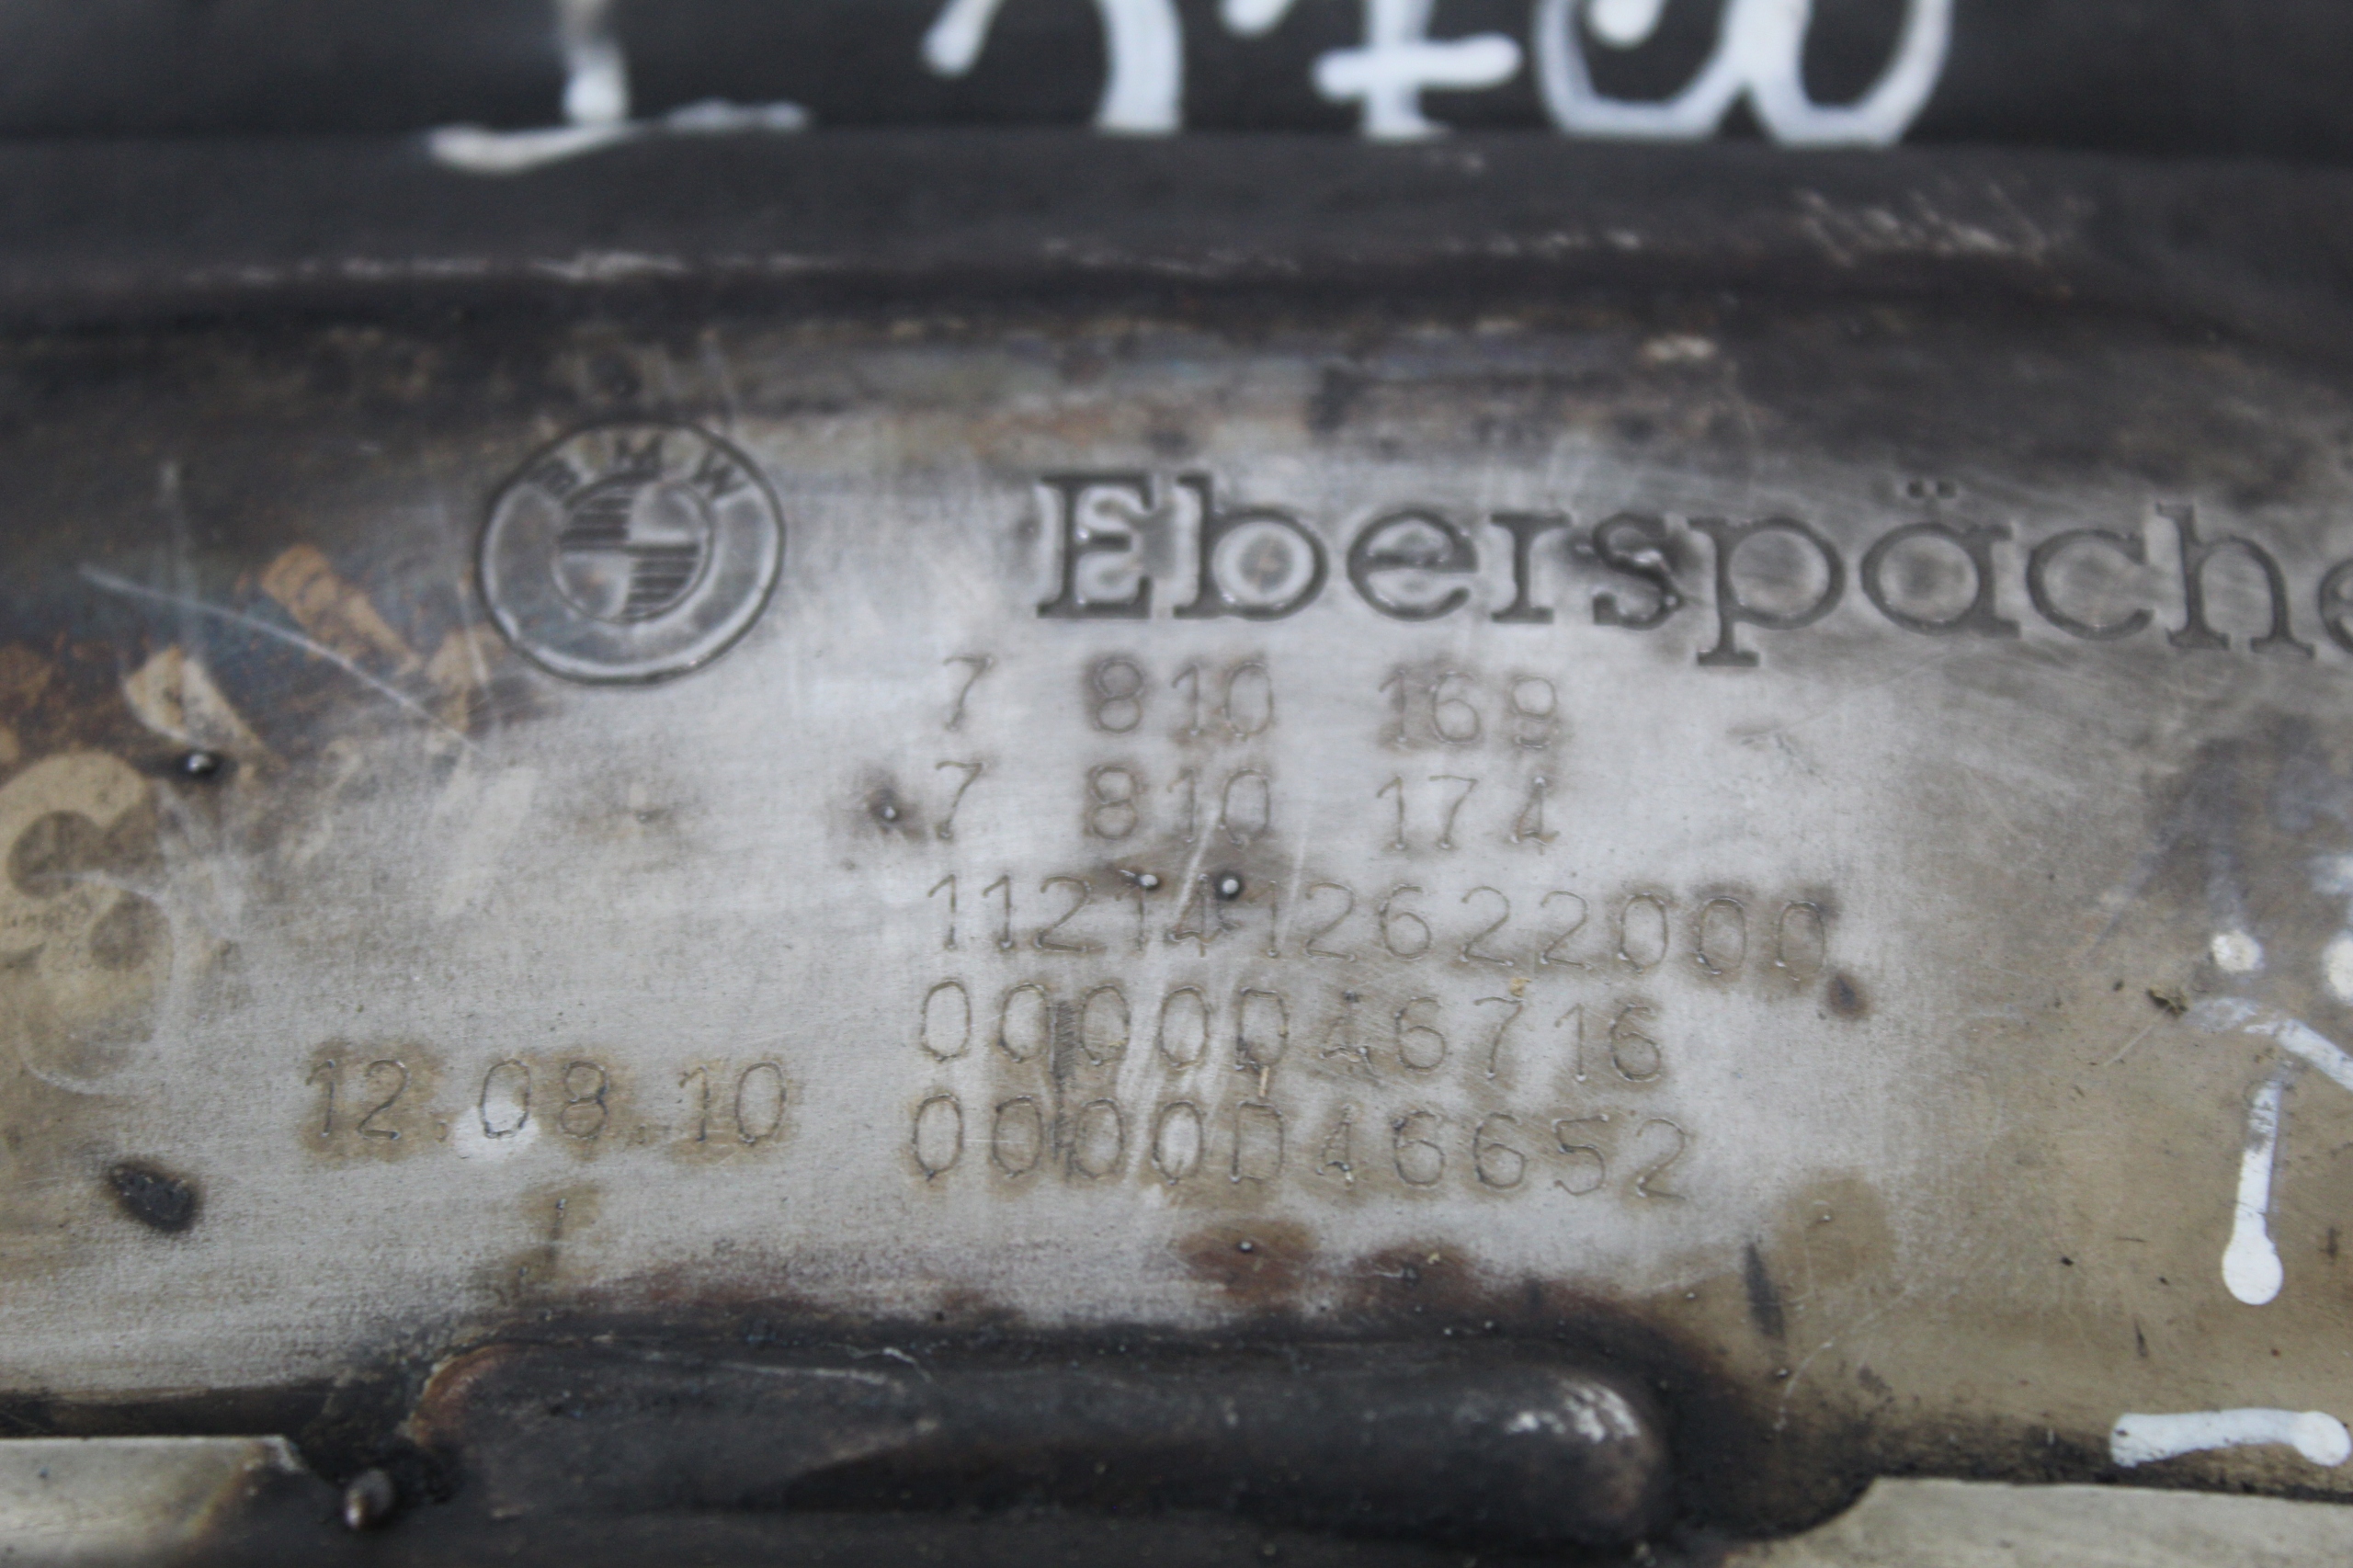 BMW
Eberspäche
7 810 169
7 810 174
1121412622000
0000046716
12.08.10
0000046652